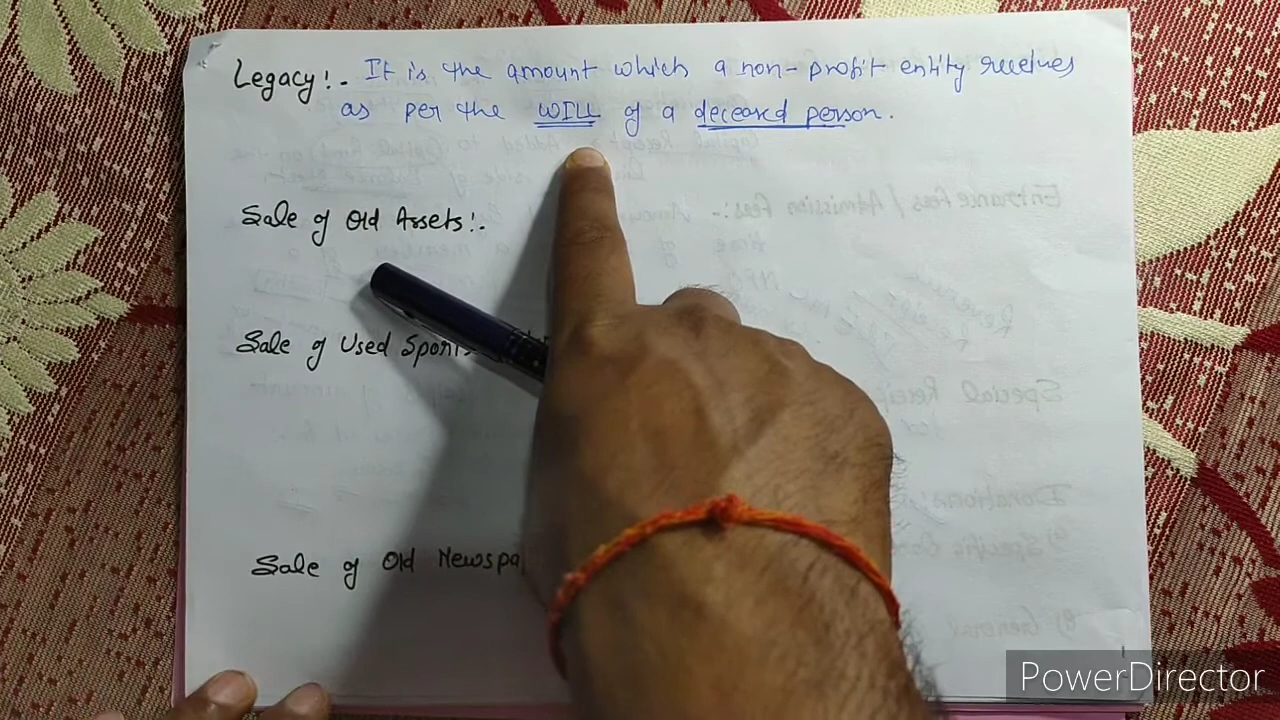 Legacy:- It is the amount which a non-profit entity receives
as per the WILL of a deceased person.
Sale of Old Assets:-
Sale of Used Sports
Sale of Old Newspa
PowerDirector